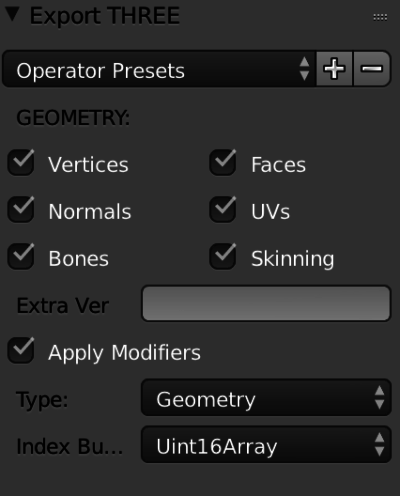 Export THREE
Operator Presets
GEOMETRY:
Vertices Faces
Normals UVs
Bones Skinning
Extra Ver
Apply Modifiers
Type: Geometry
Index Bu... Uint16Array